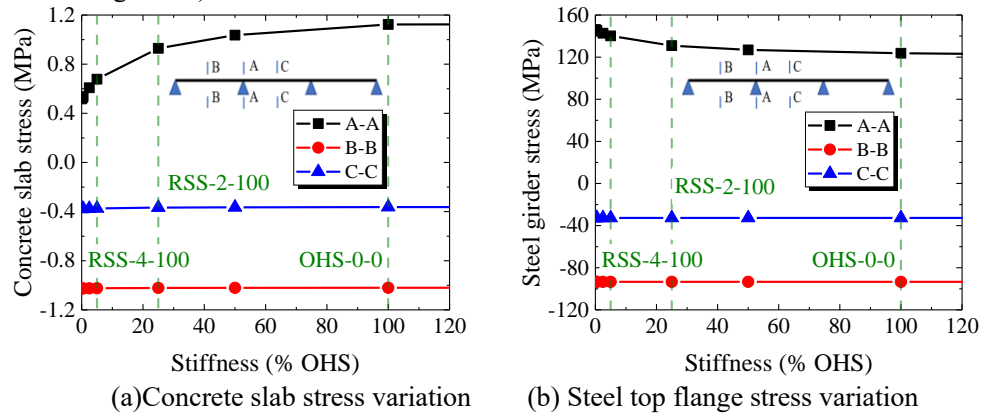 1.2
0.8
0.4
0.0
-0.4
-0.8
-1.2
Concrete slab stress (MPa)
B A C
B A C
A-A
B-B
C-C
RSS-2-100
RSS-4-100
OHS-0-0
0 20 40 60 80 100 120
Stiffness (% OHS)
(a)Concrete slab stress variation
160
120
80
40
0
-40
-80
-120
Steel girder stress (MPa)
B A C
B A C
A-A
B-B
C-C
RSS-2-100
RSS-4-100
OHS-0-0
0 20 40 60 80 100 120
Stiffness (% OHS)
(b) Steel top flange stress variation